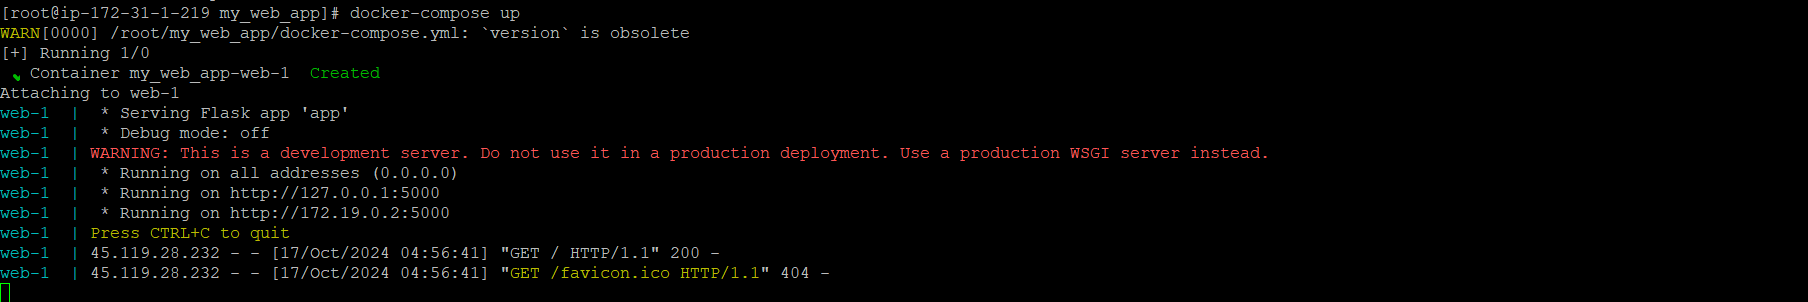 [root@ip-172-31-1-219 my_web_app]# docker-compose up
WARN[0000] /root/my_web_app/docker-compose.yml: `version` is obsolete
[+] Running 1/0
✔ Container my_web_app-web-1  Created
Attaching to web-1
web-1  |  * Serving Flask app 'app'
web-1  |  * Debug mode: off
web-1  | WARNING: This is a development server. Do not use it in a production deployment. Use a production WSGI server instead.
web-1  |  * Running on all addresses (0.0.0.0)
web-1  |  * Running on http://127.0.0.1:5000
web-1  |  * Running on http://172.19.0.2:5000
web-1  | Press CTRL+C to quit
web-1  | 45.119.28.232 - - [17/Oct/2024 04:56:41] "GET / HTTP/1.1" 200 -
web-1  | 45.119.28.232 - - [17/Oct/2024 04:56:41] "GET /favicon.ico HTTP/1.1" 404 -